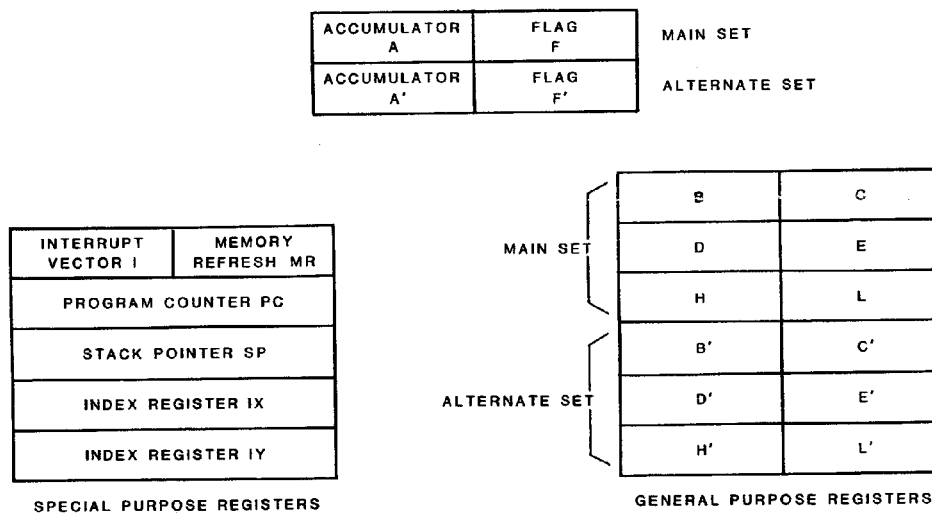 ACCUMULATOR A
FLAG F
MAIN SET
ACCUMULATOR A'
FLAG F'
ALTERNATE SET
INTERRUPT VECTOR I
MEMORY REFRESH MR
PROGRAM COUNTER PC
STACK POINTER SP
INDEX REGISTER IX
INDEX REGISTER IY
SPECIAL PURPOSE REGISTERS
MAIN SET
B
C
D
E
H
L
ALTERNATE SET
B'
C'
D'
E'
H'
L'
GENERAL PURPOSE REGISTERS